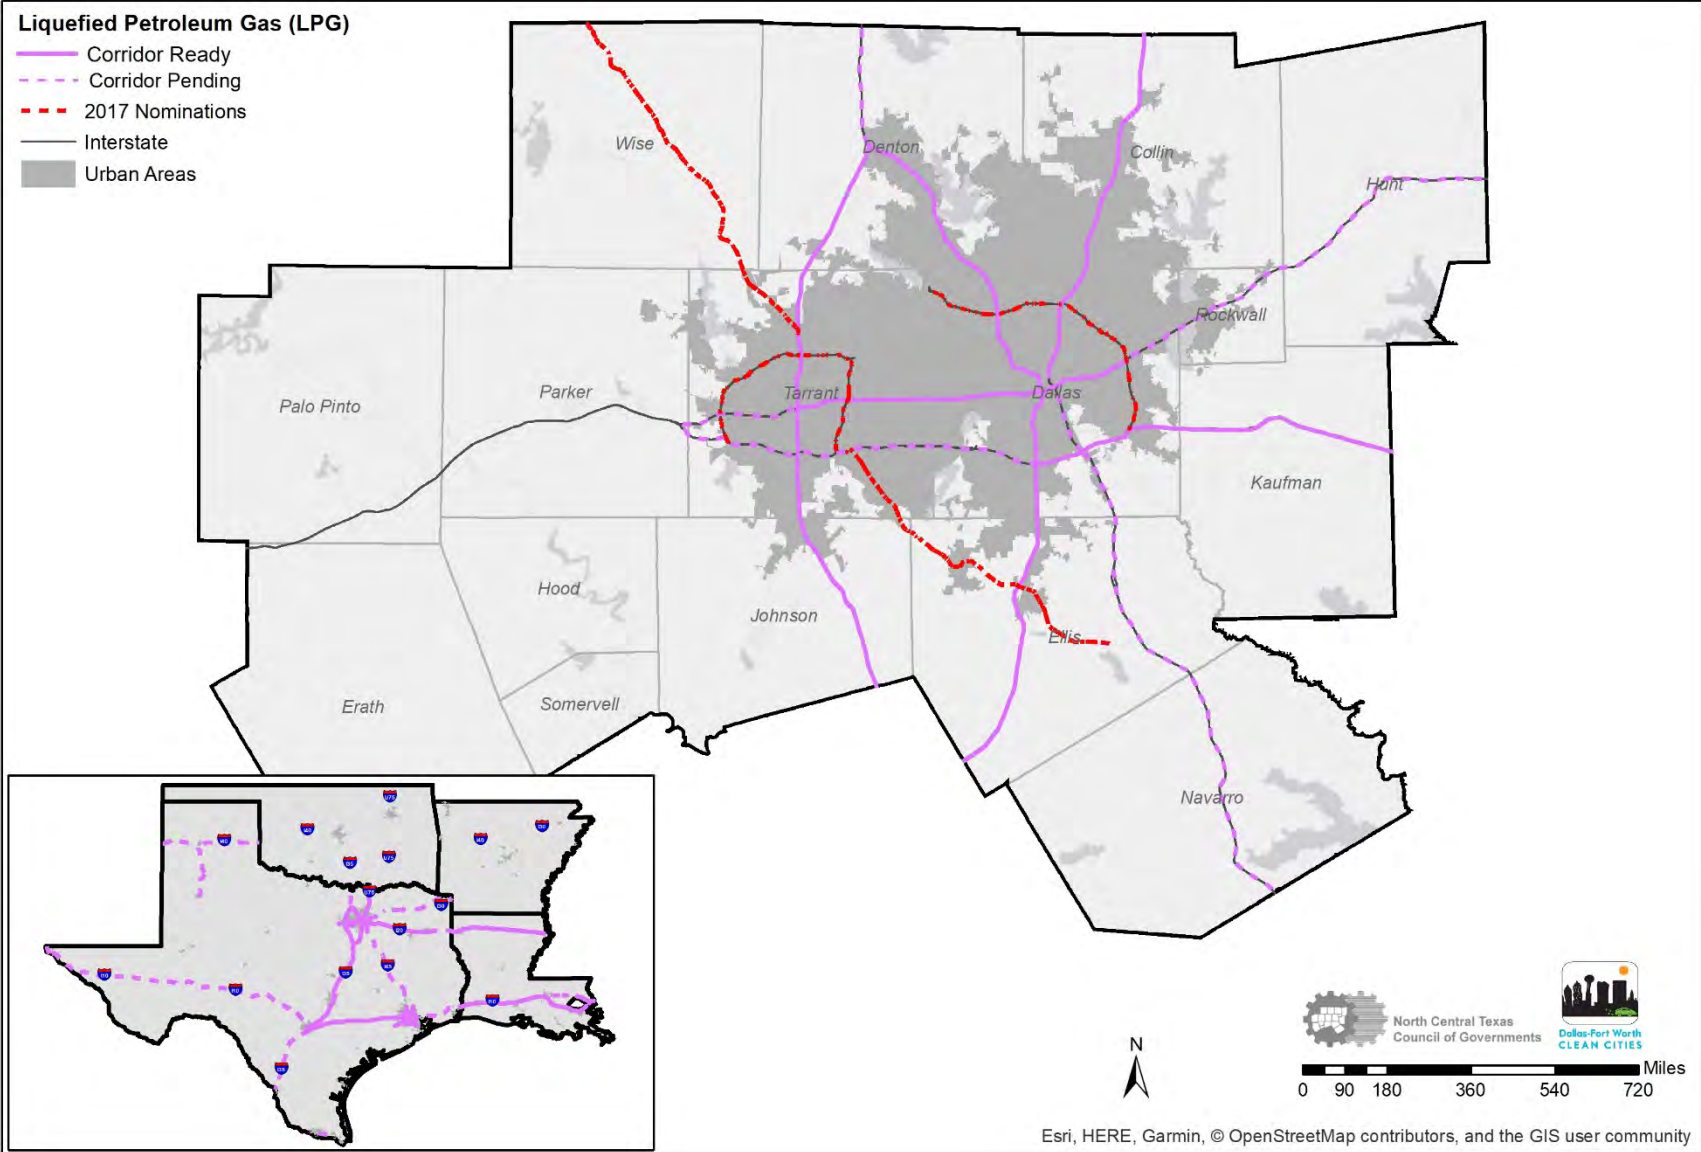 Liquefied Petroleum Gas (LPG)
Corridor Ready
Corridor Pending
2017 Nominations
Interstate
Urban Areas
Wise
Denton
Collin
Hunt
Rockwall
Palo Pinto
Parker
Tarrant
Dallas
Kaufman
Hood
Johnson
Ellis
Erath
Somervell
Navarro
North Central Texas
Council of Governments
Dallas-Fort Worth
CLEAN CITIES
N
Miles
0 90 180 360 540 720
Esri, HERE, Garmin, © OpenStreetMap contributors, and the GIS user community